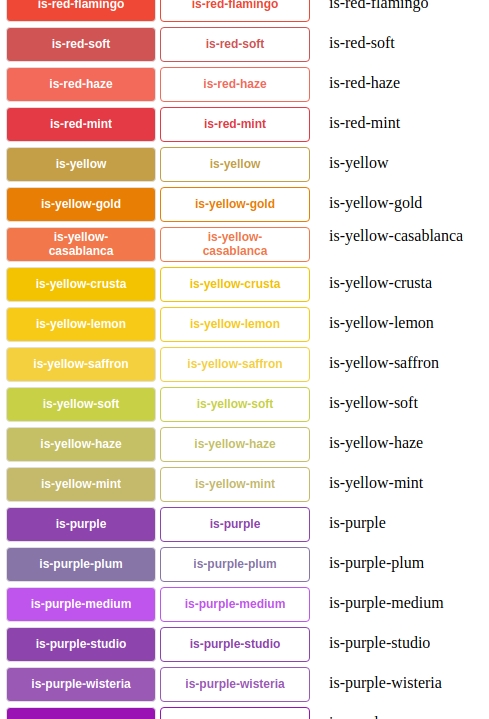 is-red-flamingo is-red-flamingo is-red-flamingo
is-red-soft is-red-soft is-red-soft
is-red-haze is-red-haze is-red-haze
is-red-mint is-red-mint is-red-mint
is-yellow is-yellow is-yellow
is-yellow-gold is-yellow-gold is-yellow-gold
is-yellow- is-yellow- is-yellow-casablanca
casablanca casablanca
is-yellow-crusta is-yellow-crusta is-yellow-crusta
is-yellow-lemon is-yellow-lemon is-yellow-lemon
is-yellow-saffron is-yellow-saffron is-yellow-saffron
is-yellow-soft is-yellow-soft is-yellow-soft
is-yellow-haze is-yellow-haze is-yellow-haze
is-yellow-mint is-yellow-mint is-yellow-mint
is-purple is-purple is-purple
is-purple-plum is-purple-plum is-purple-plum
is-purple-medium is-purple-medium is-purple-medium
is-purple-studio is-purple-studio is-purple-studio
is-purple-wisteria is-purple-wisteria is-purple-wisteria